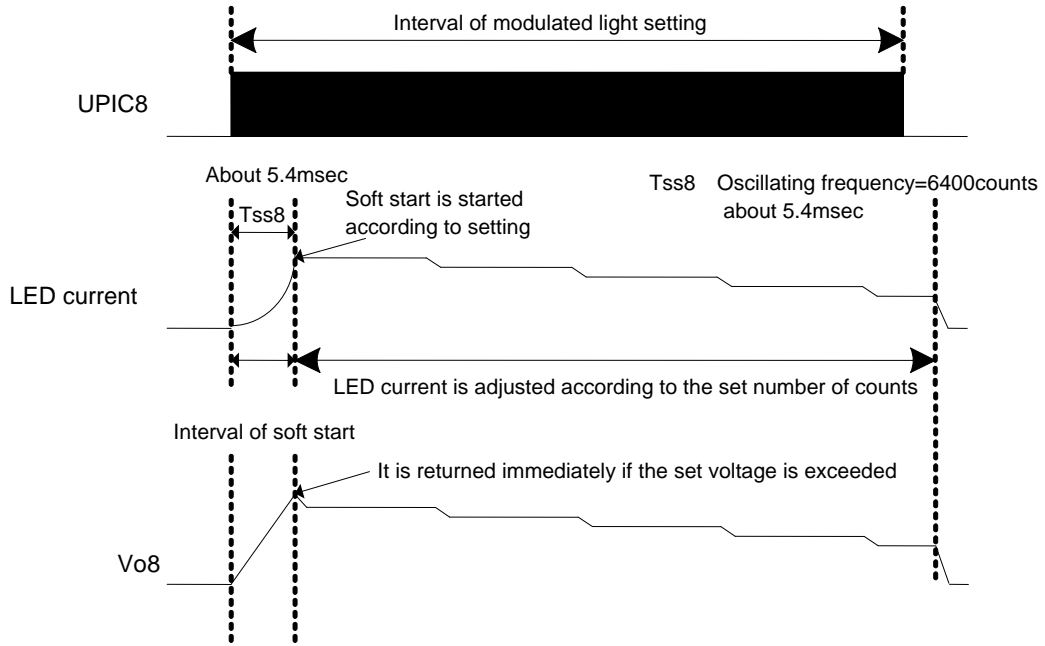 Interval of modulated light setting
UPIC8
About 5.4msec
Tss8 Oscillating frequency=6400counts
about 5.4msec
Tss8
Soft start is started
according to setting
LED current
LED current is adjusted according to the set number of counts
Interval of soft start
It is returned immediately if the set voltage is exceeded
Vo8